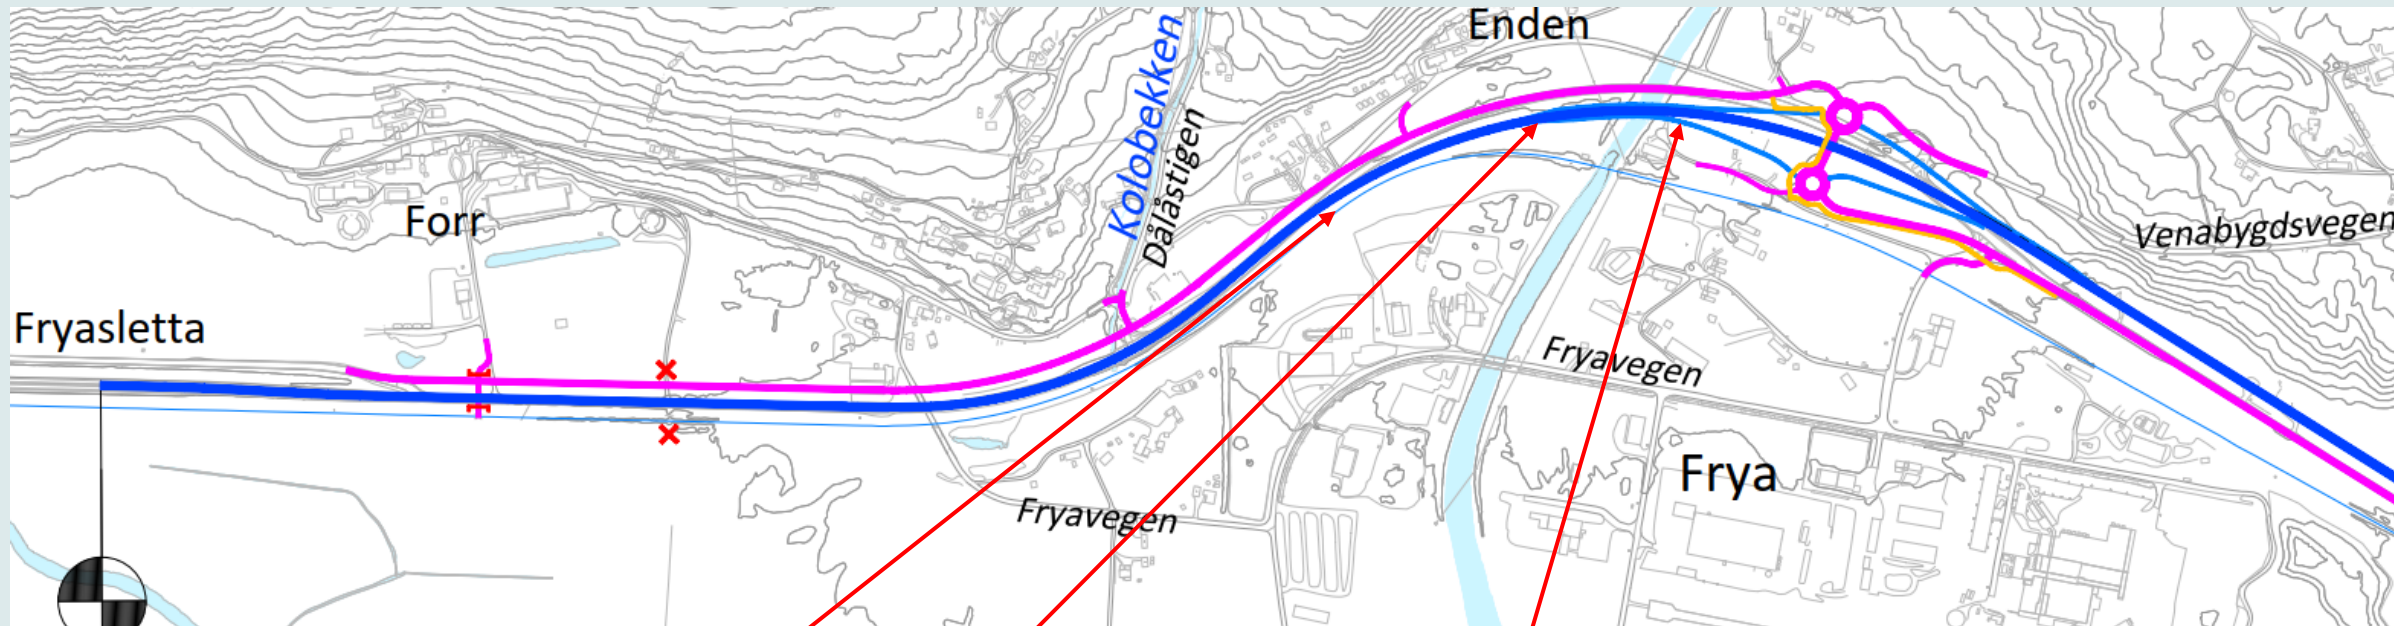 Enden
Kolobekken
Dålåstigen
Forr
Venabygdsvegen
Fryasletta
Fryavegen
Frya
Fryavegen